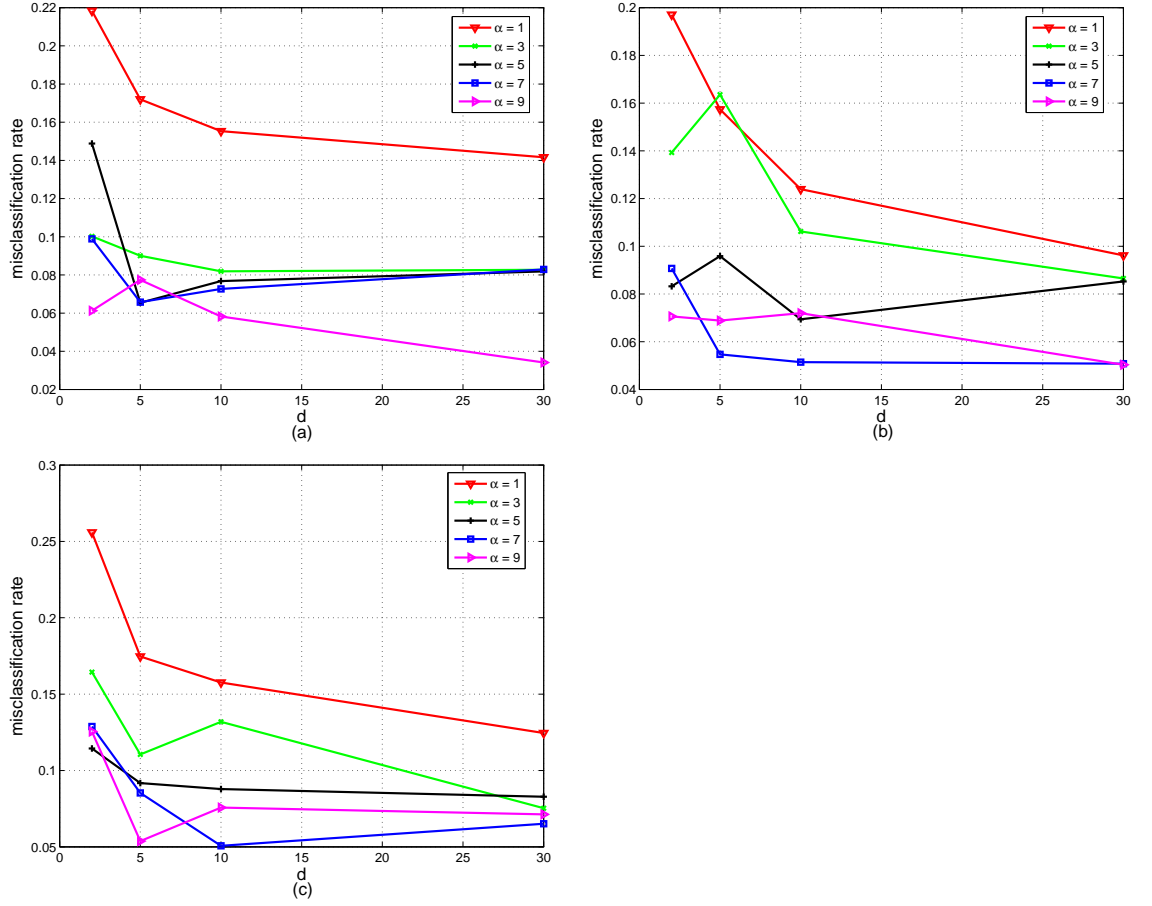 0.22
0.2
0.18
0.16
0.14
0.12
0.1
0.08
0.06
0.04
0.02
misclassification rate
0
5
10
15
20
25
30
d
(a)
α = 1
α = 3
α = 5
α = 7
α = 9
0.2
0.18
0.16
0.14
0.12
0.1
0.08
0.06
0.04
misclassification rate
0
5
10
15
20
25
30
d
(b)
α = 1
α = 3
α = 5
α = 7
α = 9
0.3
0.25
0.2
0.15
0.1
0.05
misclassification rate
0
5
10
15
20
25
30
d
(c)
α = 1
α = 3
α = 5
α = 7
α = 9